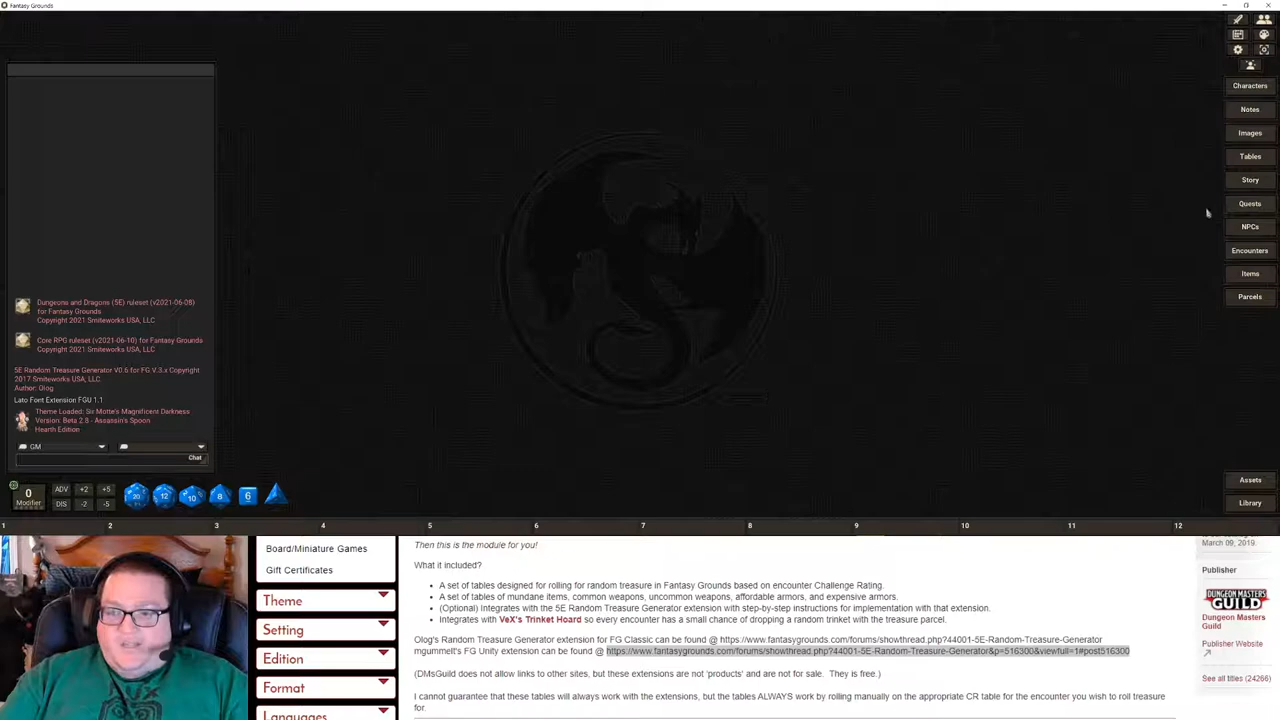 Fantasy Grounds
Characters
Notes
Images
Tables
Story
Quests
NPCs
Encounters
Items
Parcels
Assets
Library
Dungeons and Dragons (5E) ruleset (v2021-06-08)
for Fantasy Grounds
Copyright 2021 Smiteworks USA, LLC
Core RPG ruleset (v2021-06-10) for Fantasy Grounds
Copyright 2021 Smiteworks USA, LLC
5E Random Treasure Generator V0.6 for FG V.3.x Copyright
2017 Smiteworks USA, LLC
Author: Olog
Lato Font Extension FGU 1.1
Theme Loaded: Sir Motte's Magnificent Darkness
Version: Beta 2.8 - Assassin's Spoon
Hearth Edition
GM
Chat
0
Modifier
ADV +2 +5
DIS -2 -5
20 12 10 8 6
1 2 3 4 5 6 7 8 9 10 11 12
Board/Miniature Games
Gift Certificates
Theme
Setting
Edition
Format
Languages
Then this is the module for you!
What it included?
A set of tables designed for rolling for random treasure in Fantasy Grounds based on encounter Challenge Rating.
A set of tables of mundane items, common weapons, uncommon weapons, affordable armors, and expensive armors.
(Optional) Integrates with the 5E Random Treasure Generator extension with step-by-step instructions for implementation with that extension.
Integrates with VeX's Trinket Hoard so every encounter has a small chance of dropping a random trinket with the treasure parcel.
Olog's Random Treasure Generator extension for FG Classic can be found @ https://www.fantasygrounds.com/forums/showthread.php?44001-5E-Random-Treasure-Generator
mgummelt's FG Unity extension can be found @ https://www.fantasygrounds.com/forums/showthread.php?44001-5E-Random-Treasure-Generator&p=516300&viewfull=1#post516300
(DMsGuild does not allow links to other sites, but these extensions are not 'products' and are not for sale. They is free.)
I cannot guarantee that these tables will always work with the extensions, but the tables ALWAYS work by rolling manually on the appropriate CR table for the encounter you wish to roll treasure
for.
March 09, 2019.
Publisher
DUNGEON MASTERS
GUILD
Dungeon Masters
Guild
Publisher Website
See all titles (24266)